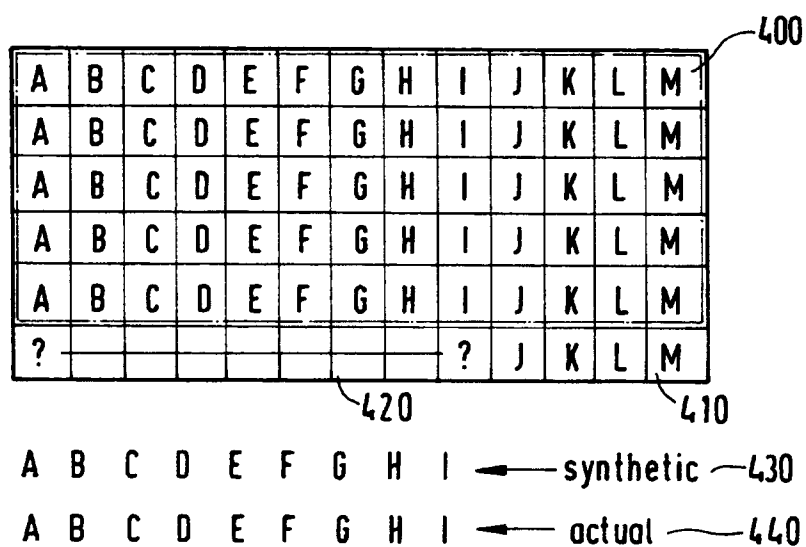 400
A B C D E F G H I J K L M
A B C D E F G H I J K L M
A B C D E F G H I J K L M
A B C D E F G H I J K L M
A B C D E F G H I J K L M
? ? J K L M
420 410
A B C D E F G H I synthetic 430
A B C D E F G H I actual 440